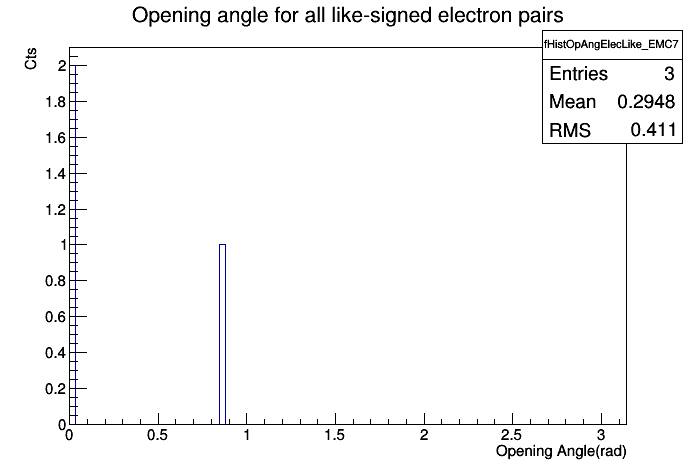 Opening angle for all like-signed electron pairs
fHistOpAngElecLike_EMC7
Entries 3
Mean 0.2948
RMS 0.411
Cts
2
1.8
1.6
1.4
1.2
1
0.8
0.6
0.4
0.2
0
0 0.5 1 1.5 2 2.5 3
Opening Angle(rad)